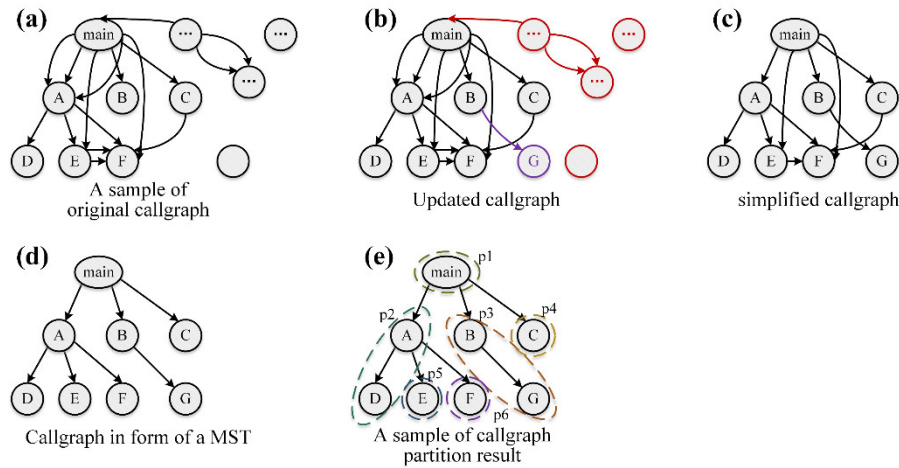 (a)
main
...
...
...
A
B
C
D
E
F
A sample of
original callgraph
(b)
main
...
...
...
A
B
C
D
E
F
G
Updated callgraph
(c)
main
A
B
C
D
E
F
G
simplified callgraph
(d)
main
A
B
C
D
E
F
G
Callgraph in form of a MST
(e)
main
p1
p2
A
p3
B
p4
C
D
p5
E
F
p6
G
A sample of callgraph
partition result